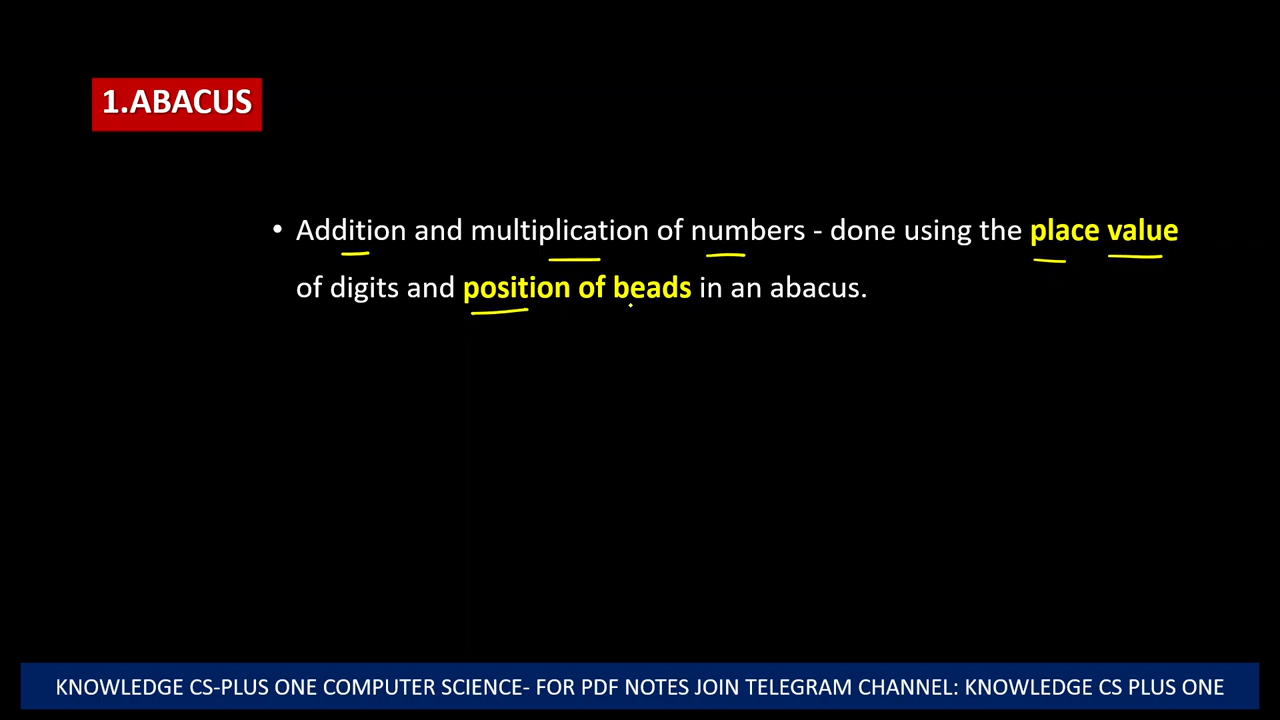 1.ABACUS
• Addition and multiplication of numbers - done using the place value
of digits and position of beads in an abacus.
KNOWLEDGE CS-PLUS ONE COMPUTER SCIENCE- FOR PDF NOTES JOIN TELEGRAM CHANNEL: KNOWLEDGE CS PLUS ONE